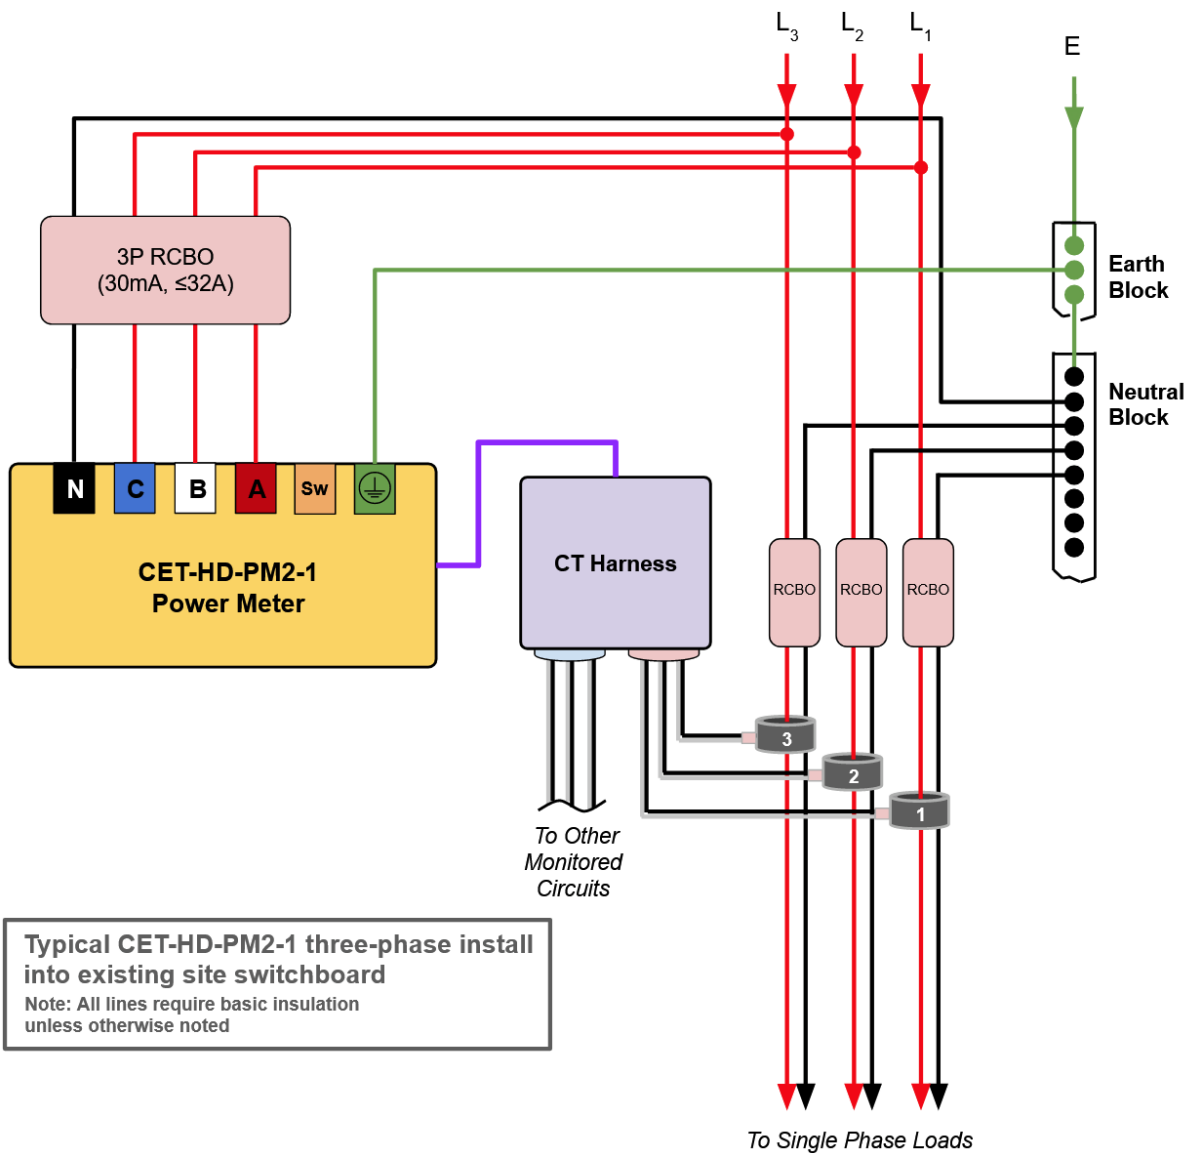 L3
L2
L1
E
3P RCBO
(30mA, ≤32A)
Earth
Block
Neutral
Block
N
C
B
A
Sw
CET-HD-PM2-1
Power Meter
CT Harness
RCBO
RCBO
RCBO
3
2
1
To Other
Monitored
Circuits
Typical CET-HD-PM2-1 three-phase install
into existing site switchboard
Note: All lines require basic insulation
unless otherwise noted
To Single Phase Loads